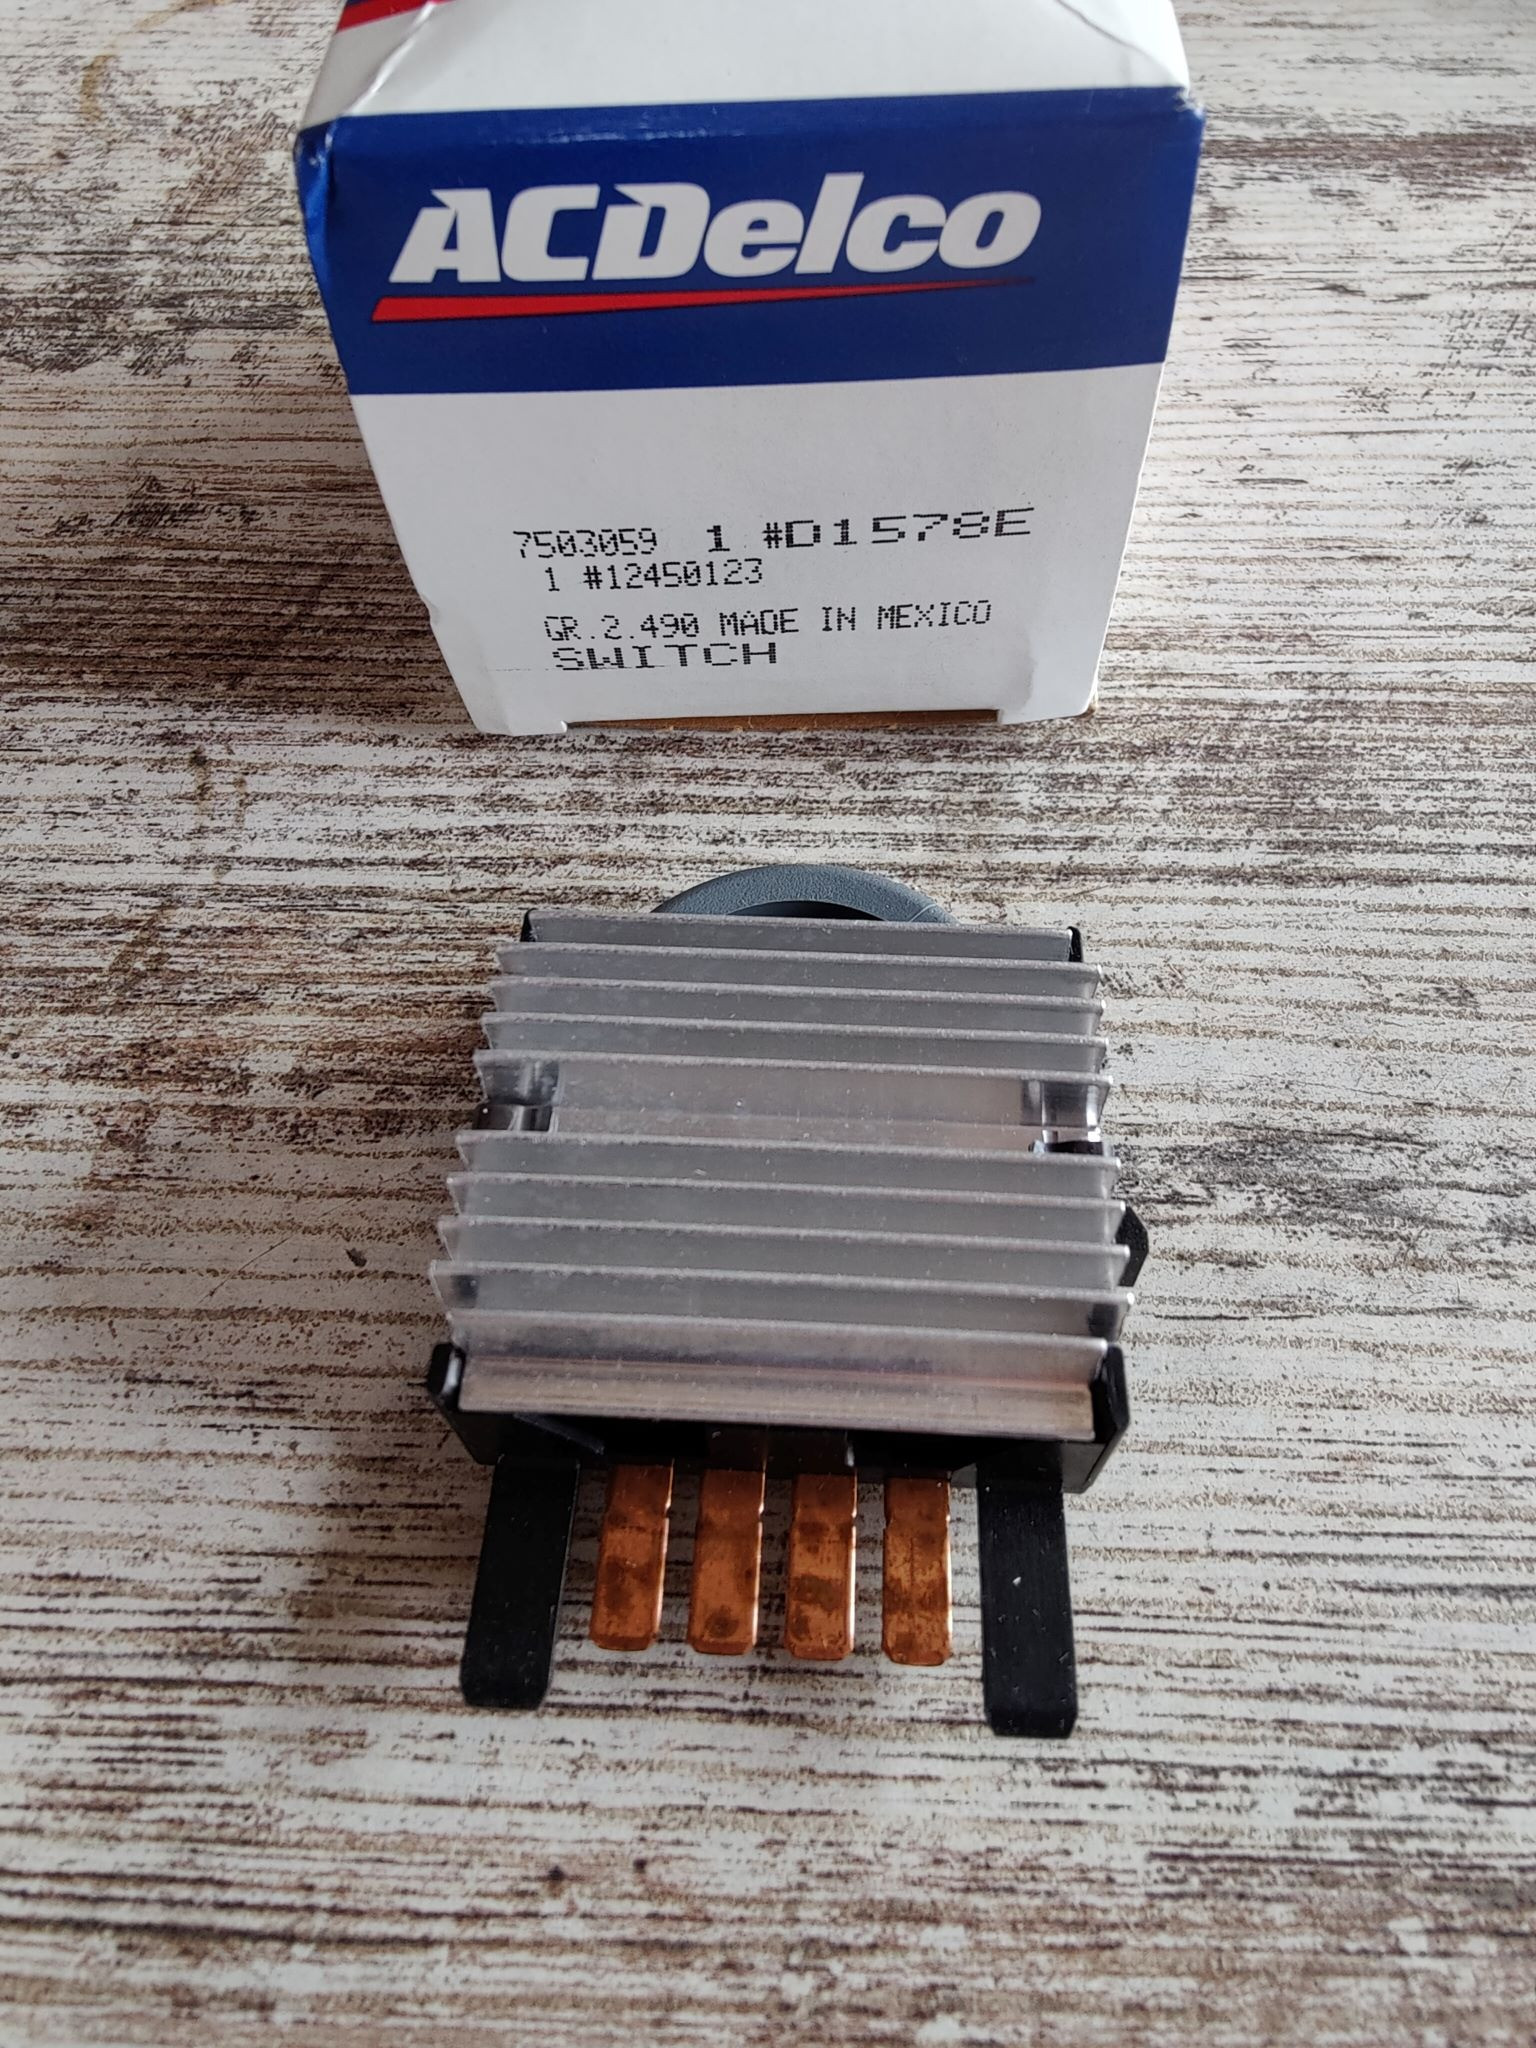 ACDelco
7503059 1 #D1578E
1 #12450123
GR.2.490 MADE IN MEXICO
SWITCH